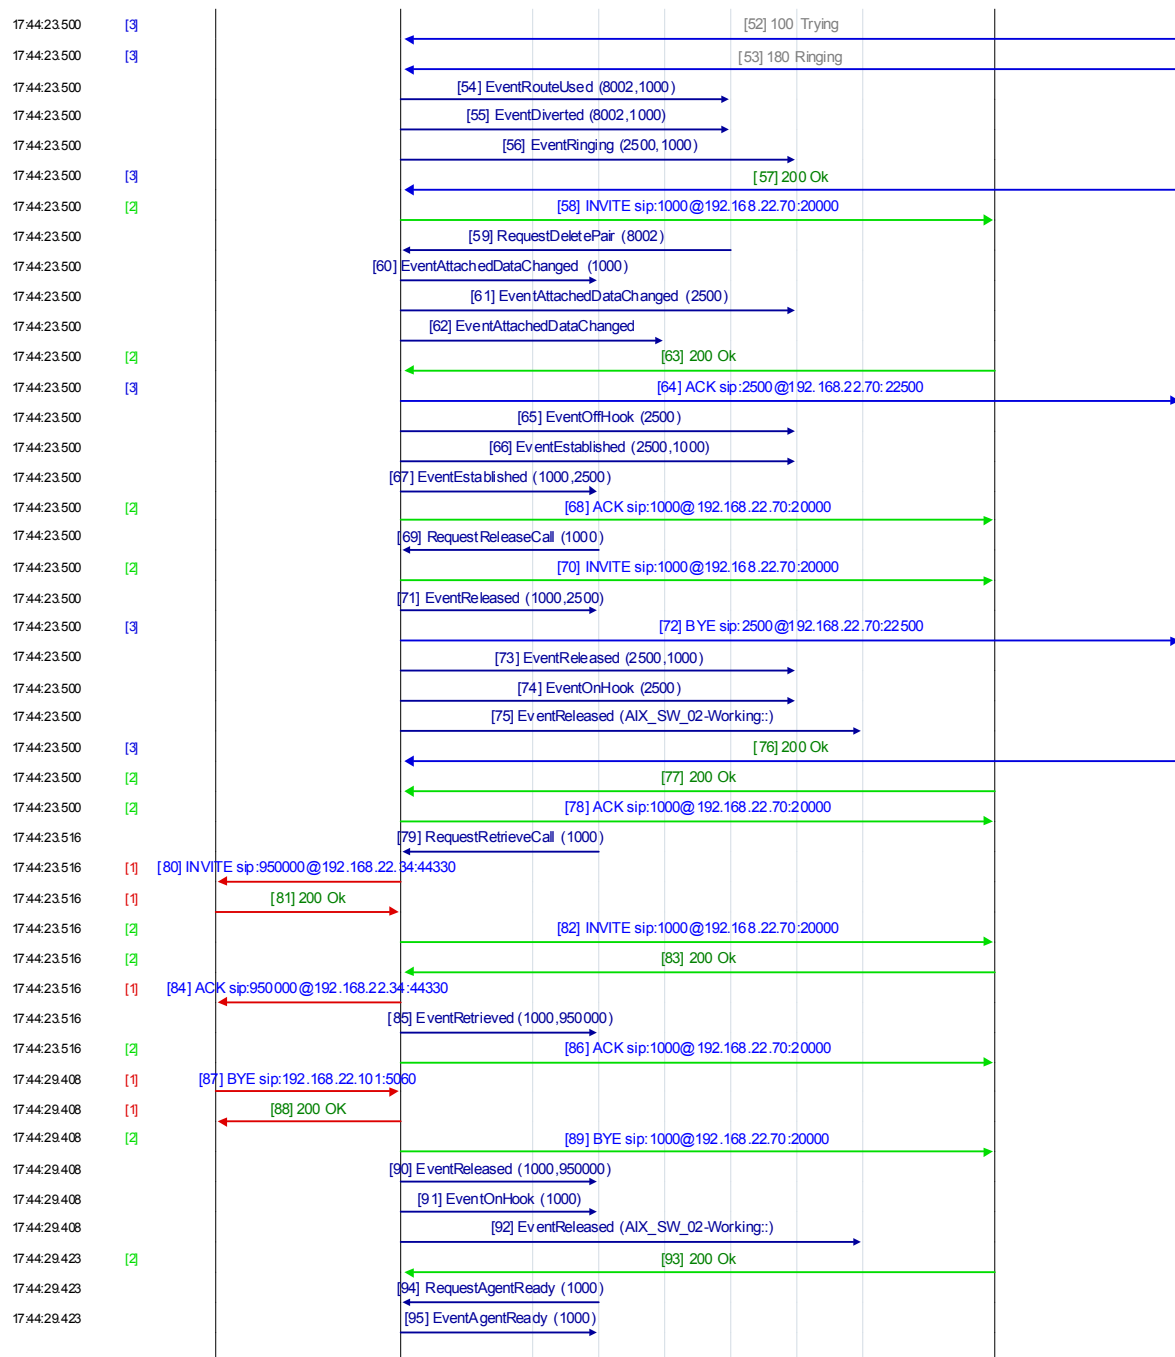 17:44:23.500 [3] [52] 100 Trying
17:44:23.500 [3] [53] 180 Ringing
17:44:23.500 [54] EventRouteUsed (8002,1000)
17:44:23.500 [55] EventDiverted (8002,1000)
17:44:23.500 [56] EventRinging (2500,1000)
17:44:23.500 [3] [57] 200 Ok
17:44:23.500 [2] [58] INVITE sip:1000@192.168.22.70:20000
17:44:23.500 [59] RequestDeletePair (8002)
17:44:23.500 [60] EventAttachedDataChanged (1000)
17:44:23.500 [61] EventAttachedDataChanged (2500)
17:44:23.500 [62] EventAttachedDataChanged
17:44:23.500 [2] [63] 200 Ok
17:44:23.500 [3] [64] ACK sip:2500@192.168.22.70:22500
17:44:23.500 [65] EventOffHook (2500)
17:44:23.500 [66] EventEstablished (2500,1000)
17:44:23.500 [67] EventEstablished (1000,2500)
17:44:23.500 [2] [68] ACK sip:1000@192.168.22.70:20000
17:44:23.500 [69] RequestReleaseCall (1000)
17:44:23.500 [2] [70] INVITE sip:1000@192.168.22.70:20000
17:44:23.500 [71] EventReleased (1000,2500)
17:44:23.500 [3] [72] BYE sip:2500@192.168.22.70:22500
17:44:23.500 [73] EventReleased (2500,1000)
17:44:23.500 [74] EventOnHook (2500)
17:44:23.500 [75] EventReleased (AIX_SW_02-Working::)
17:44:23.500 [3] [76] 200 Ok
17:44:23.500 [2] [77] 200 Ok
17:44:23.500 [2] [78] ACK sip:1000@192.168.22.70:20000
17:44:23.516 [79] RequestRetrieveCall (1000)
17:44:23.516 [1] [80] INVITE sip:950000@192.168.22.34:44330
17:44:23.516 [1] [81] 200 Ok
17:44:23.516 [2] [82] INVITE sip:1000@192.168.22.70:20000
17:44:23.516 [2] [83] 200 Ok
17:44:23.516 [1] [84] ACK sip:950000@192.168.22.34:44330
17:44:23.516 [85] EventRetrieved (1000,950000)
17:44:23.516 [2] [86] ACK sip:1000@192.168.22.70:20000
17:44:29.408 [1] [87] BYE sip:192.168.22.101:5060
17:44:29.408 [1] [88] 200 OK
17:44:29.408 [2] [89] BYE sip:1000@192.168.22.70:20000
17:44:29.408 [90] EventReleased (1000,950000)
17:44:29.408 [91] EventOnHook (1000)
17:44:29.408 [92] EventReleased (AIX_SW_02-Working::)
17:44:29.423 [2] [93] 200 Ok
17:44:29.423 [94] RequestAgentReady (1000)
17:44:29.423 [95] EventAgentReady (1000)